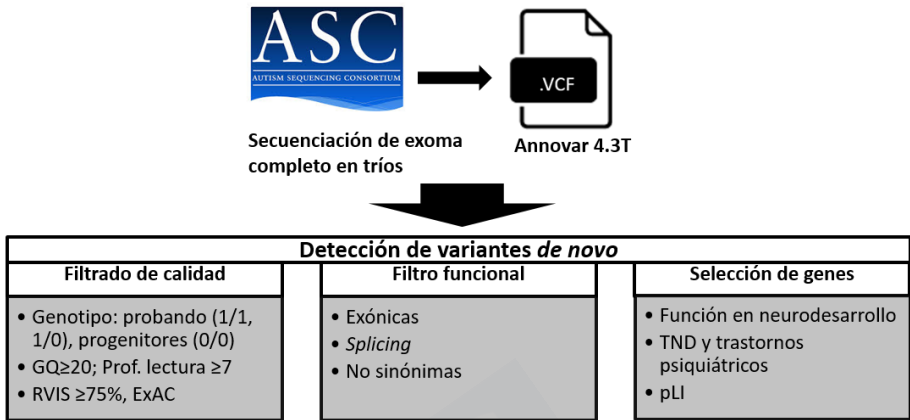 ASC
AUTISM SEQUENCING CONSORTIUM
.VCF
Secuenciación de exoma
completo en tríos
Annovar 4.3T
Detección de variantes de novo
Filtrado de calidad
• Genotipo: probando (1/1,
1/0), progenitores (0/0)
• GQ≥20; Prof. lectura ≥7
• RVIS ≥75%, ExAC
Filtro funcional
• Exónicas
• Splicing
• No sinónimas
Selección de genes
• Función en neurodesarrollo
• TND y trastornos
psiquiátricos
• pLI